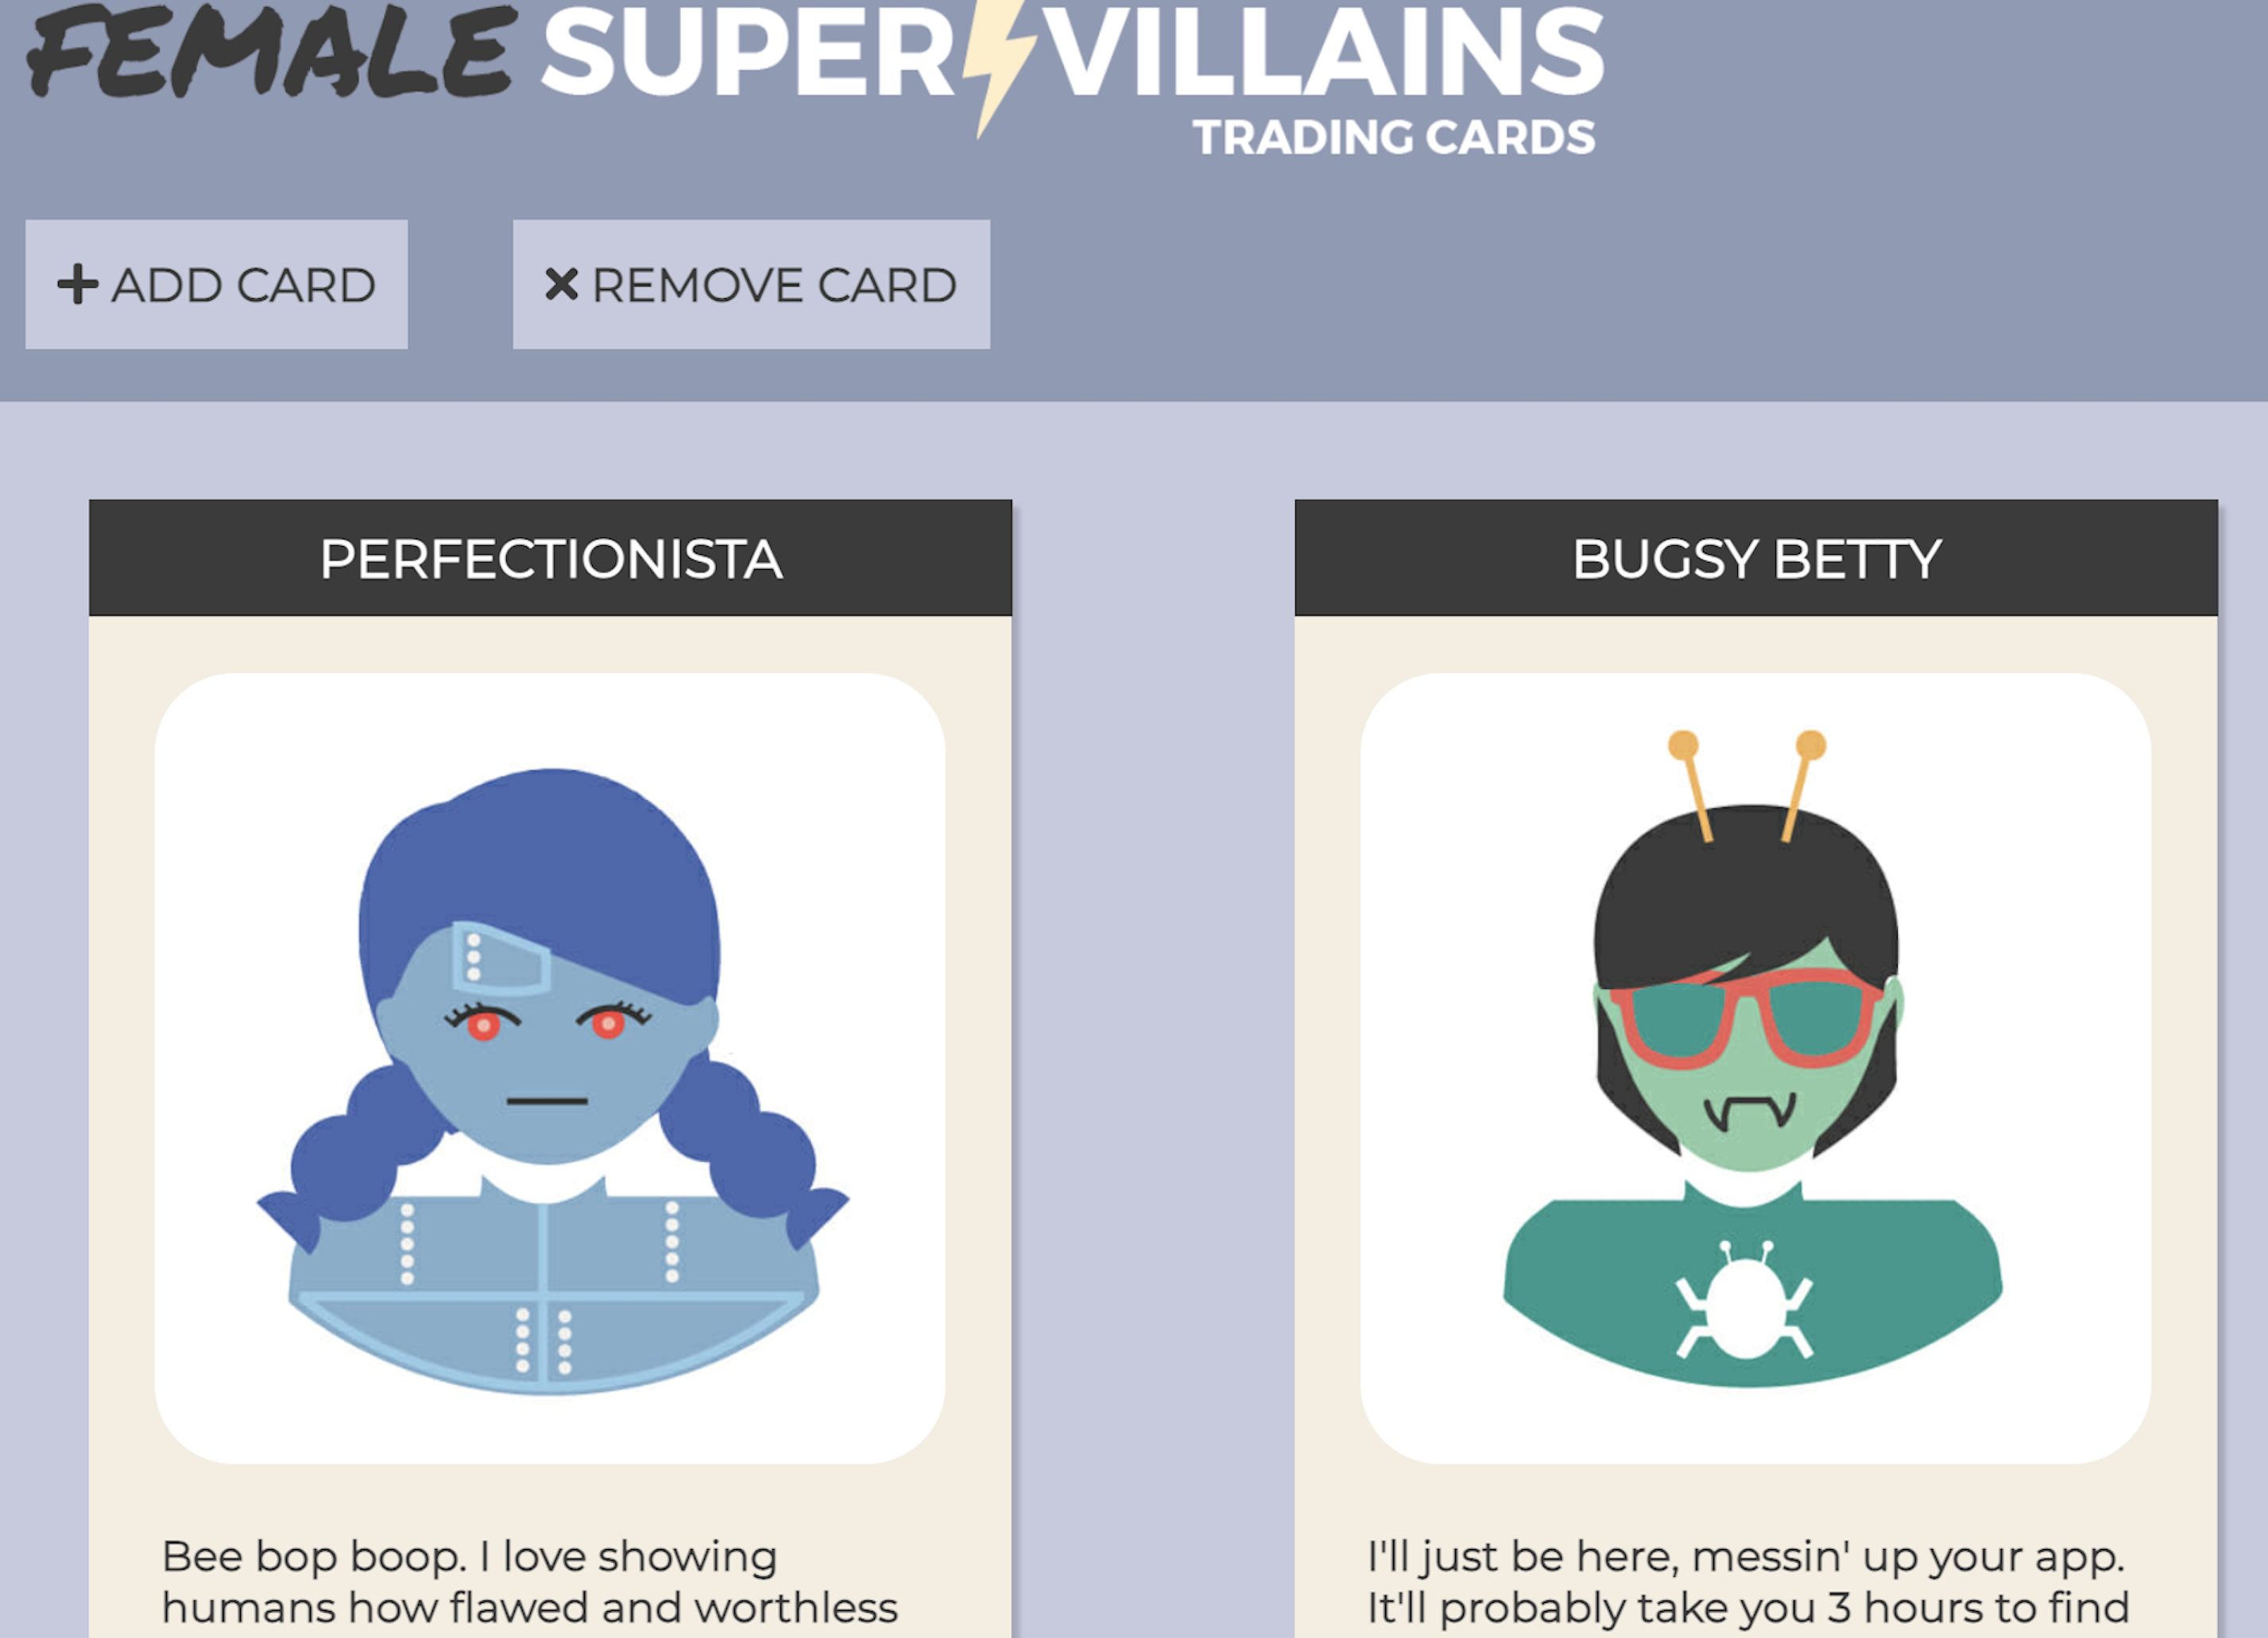 FEMALE SUPER VILLAINS
TRADING CARDS
ADD CARD
REMOVE CARD
PERFECTIONISTA
Bee bop boop. I love showing
humans how flawed and worthless
BUGSY BETTY
I'll just be here, messin' up your app.
It'll probably take you 3 hours to find